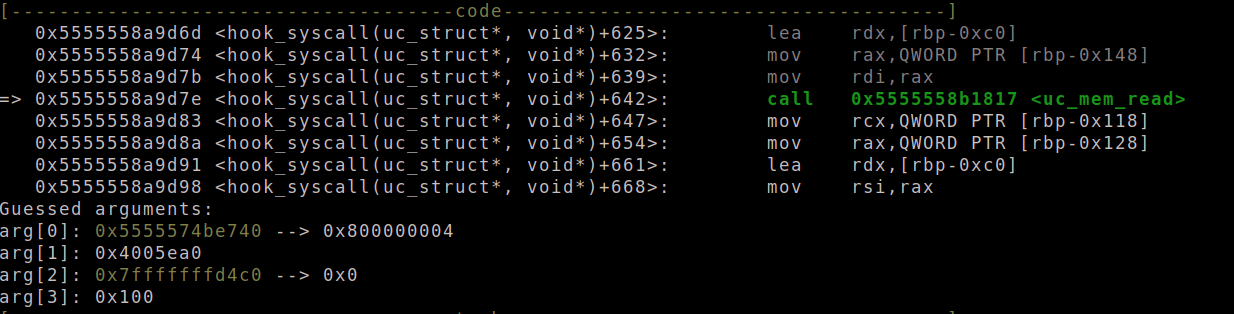 [-------------------------------------code-------------------------------------]
   0x5555558a9d6d <hook_syscall(uc_struct*, void*)+625>:	lea    rdx,[rbp-0xc0]
   0x5555558a9d74 <hook_syscall(uc_struct*, void*)+632>:	mov    rax,QWORD PTR [rbp-0x148]
   0x5555558a9d7b <hook_syscall(uc_struct*, void*)+639>:	mov    rdi,rax
=> 0x5555558a9d7e <hook_syscall(uc_struct*, void*)+642>:	call   0x5555558b1817 <uc_mem_read>
   0x5555558a9d83 <hook_syscall(uc_struct*, void*)+647>:	mov    rcx,QWORD PTR [rbp-0x118]
   0x5555558a9d8a <hook_syscall(uc_struct*, void*)+654>:	mov    rax,QWORD PTR [rbp-0x128]
   0x5555558a9d91 <hook_syscall(uc_struct*, void*)+661>:	lea    rdx,[rbp-0xc0]
   0x5555558a9d98 <hook_syscall(uc_struct*, void*)+668>:	mov    rsi,rax
Guessed arguments:
arg[0]: 0x5555574be740 --> 0x800000004
arg[1]: 0x4005ea0
arg[2]: 0x7fffffffd4c0 --> 0x0
arg[3]: 0x100